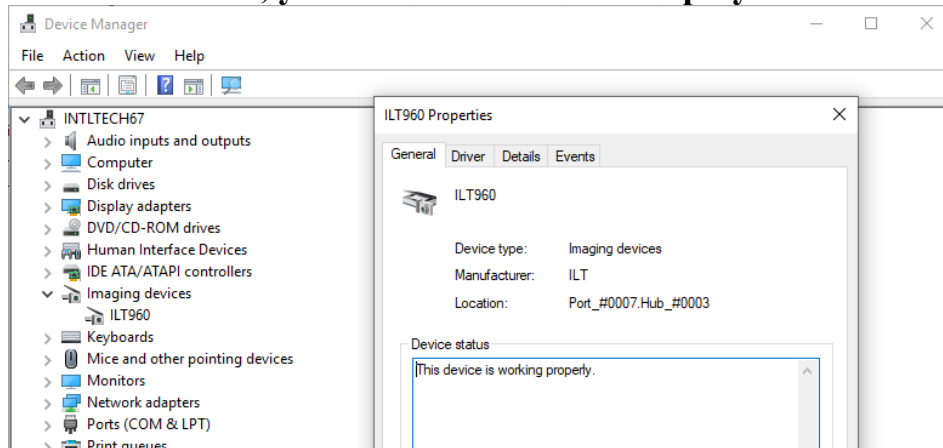 Device Manager
File Action View Help
INTLTECH67
Audio inputs and outputs
Computer
Disk drives
Display adapters
DVD/CD-ROM drives
Human Interface Devices
IDE ATA/ATAPI controllers
Imaging devices
ILT960
Keyboards
Mice and other pointing devices
Monitors
Network adapters
Ports (COM & LPT)
Print queues
ILT960 Properties
General Driver Details Events
ILT960
Device type: Imaging devices
Manufacturer: ILT
Location: Port_#0007.Hub_#0003
Device status
This device is working properly.